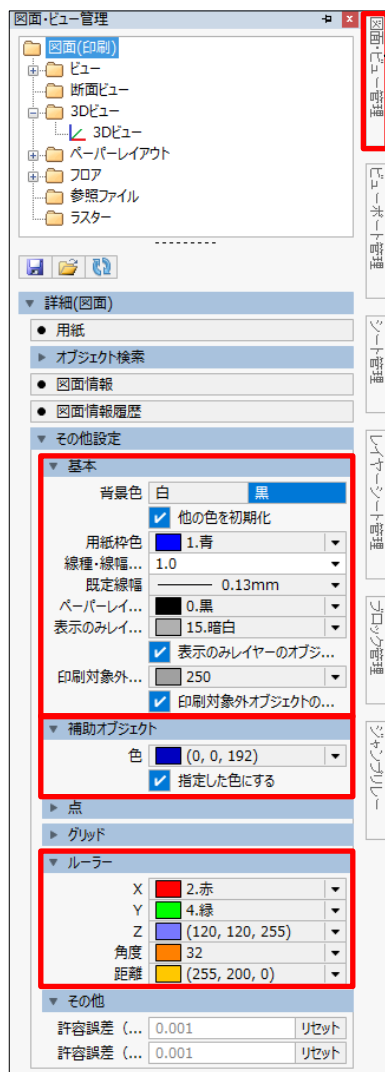 図面・ビュー管理
図面(印刷)
ビュー
断面ビュー
3Dビュー
3Dビュー
ペーパーレイアウト
フロア
参照ファイル
ラスター
詳細(図面)
用紙
オブジェクト検索
図面情報
図面情報履歴
その他設定
基本
背景色 白 黒
他の色を初期化
用紙枠色 1.青
線種・線幅... 1.0
既定線幅 0.13mm
ペーパーレイ... 0.黒
表示のみレイ... 15.暗白
表示のみレイヤーのオブジ...
印刷対象外... 250
印刷対象外オブジェクトの...
補助オブジェクト
色 (0, 0, 192)
指定した色にする
点
グリッド
ルーラー
X 2.赤
Y 4.緑
Z (120, 120, 255)
角度 32
距離 (255, 200, 0)
その他
許容誤差 (... 0.001 リセット
許容誤差 (... 0.001 リセット
図面・ビュー管理
ビューポート管理
シート管理
レイヤーシート管理
ブロック管理
ジャンプリレー